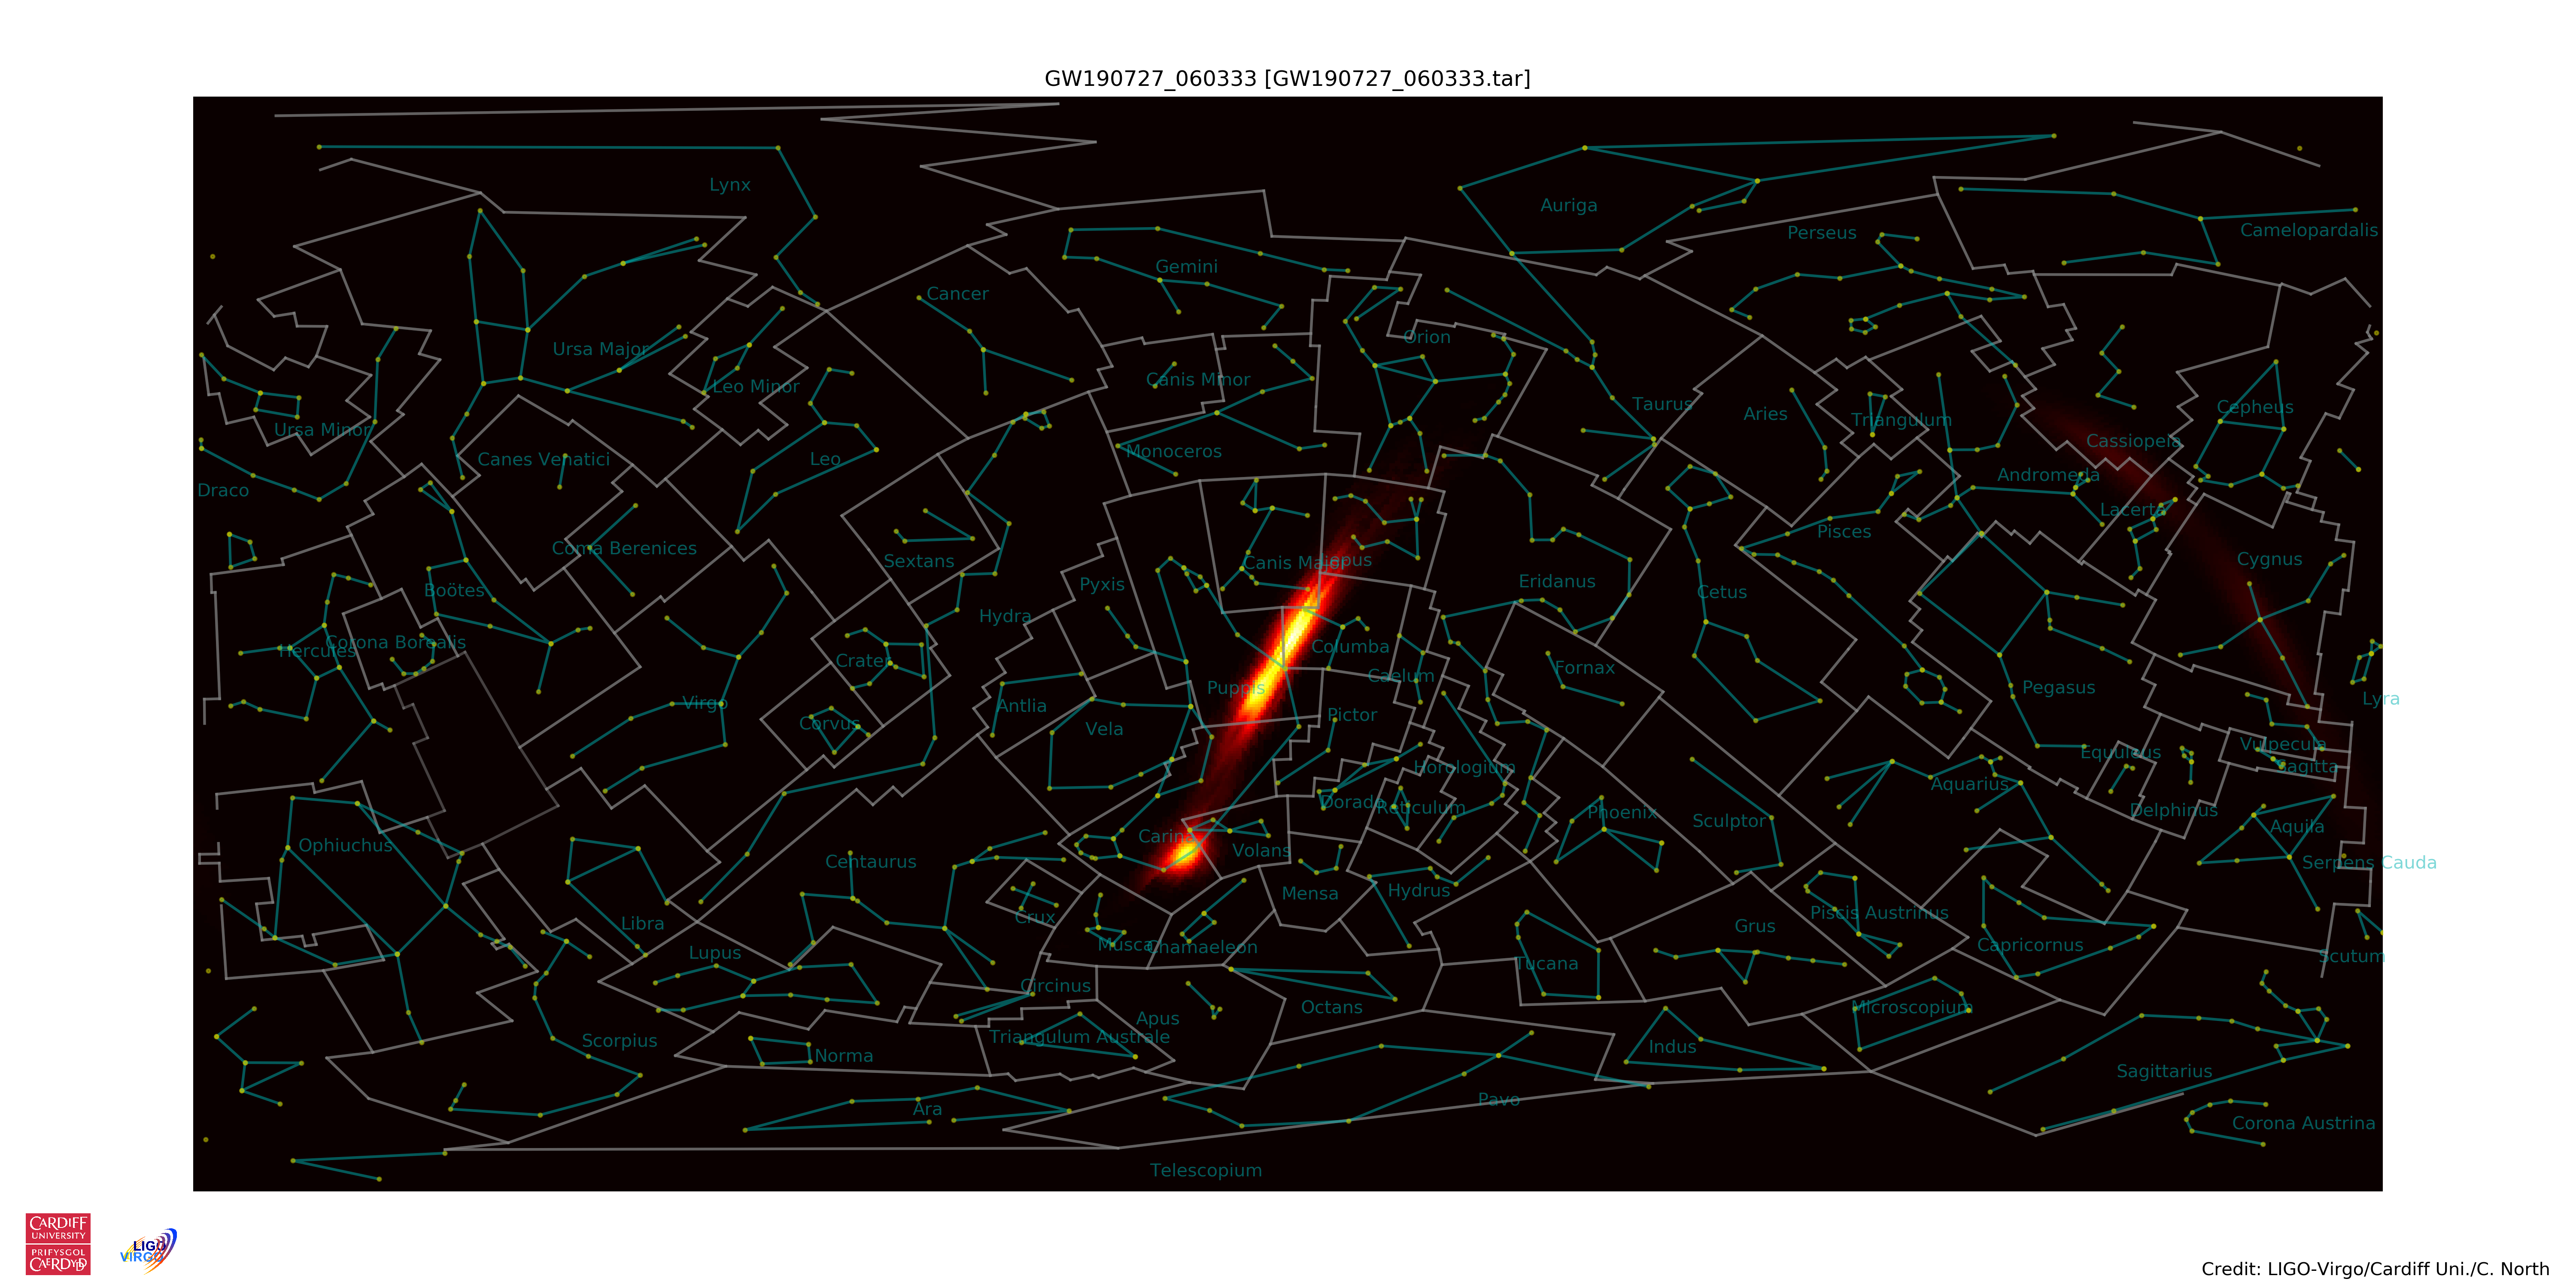 GW190727_060333 [GW190727_060333.tar]
Lynx
Auriga
Perseus
Camelopardalis
Gemini
Cancer
Orion
Ursa Major
Canis Minor
Leo Minor
Taurus
Aries
Triangulum
Cepheus
Ursa Minor
Cassiopeia
Canes Venatici
Leo
Monoceros
Andromeda
Draco
Lacerta
Pisces
Coma Berenices
Sextans
Canis Major
Lepus
Cygnus
Boötes
Pyxis
Eridanus
Cetus
Hydra
Corona Borealis
Hercules
Columba
Crater
Fornax
Caelum
Puppis
Pegasus
Lyra
Virgo
Antlia
Pictor
Corvus
Vela
Vulpecula
Equuleus
Horologium
Sagitta
Aquarius
Dorado
Reticulum
Delphinus
Phoenix
Sculptor
Aquila
Carina
Ophiuchus
Volans
Centaurus
Serpens Cauda
Mensa
Hydrus
Crux
Piscis Austrinus
Libra
Grus
Musca
Chamaeleon
Capricornus
Lupus
Scutum
Tucana
Circinus
Octans
Microscopium
Apus
Triangulum Australe
Scorpius
Indus
Norma
Sagittarius
Pavo
Ara
Corona Austrina
Telescopium
CARDIFF
UNIVERSITY
PRIFYSGOL
CAERDYDD
LIGO
VIRGO
Credit: LIGO-Virgo/Cardiff Uni./C. North